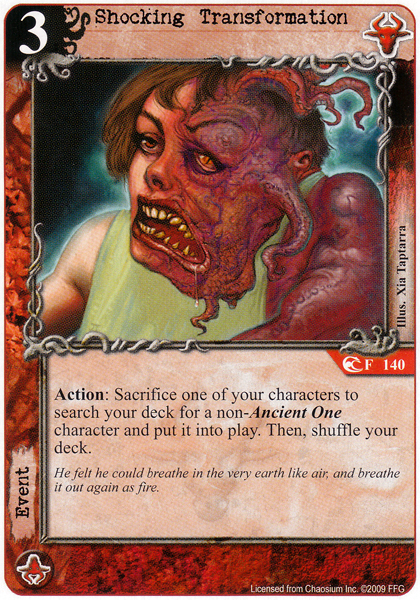 3
Shocking Transformation
Illus. Xia Taptarra
F 140
Action: Sacrifice one of your characters to
search your deck for a non-Ancient One
character and put it into play. Then, shuffle your
deck.
He felt he could breathe in the very earth like air, and breathe
it out again as fire.
Event
Licensed from Chaosium Inc. ©2009 FFG